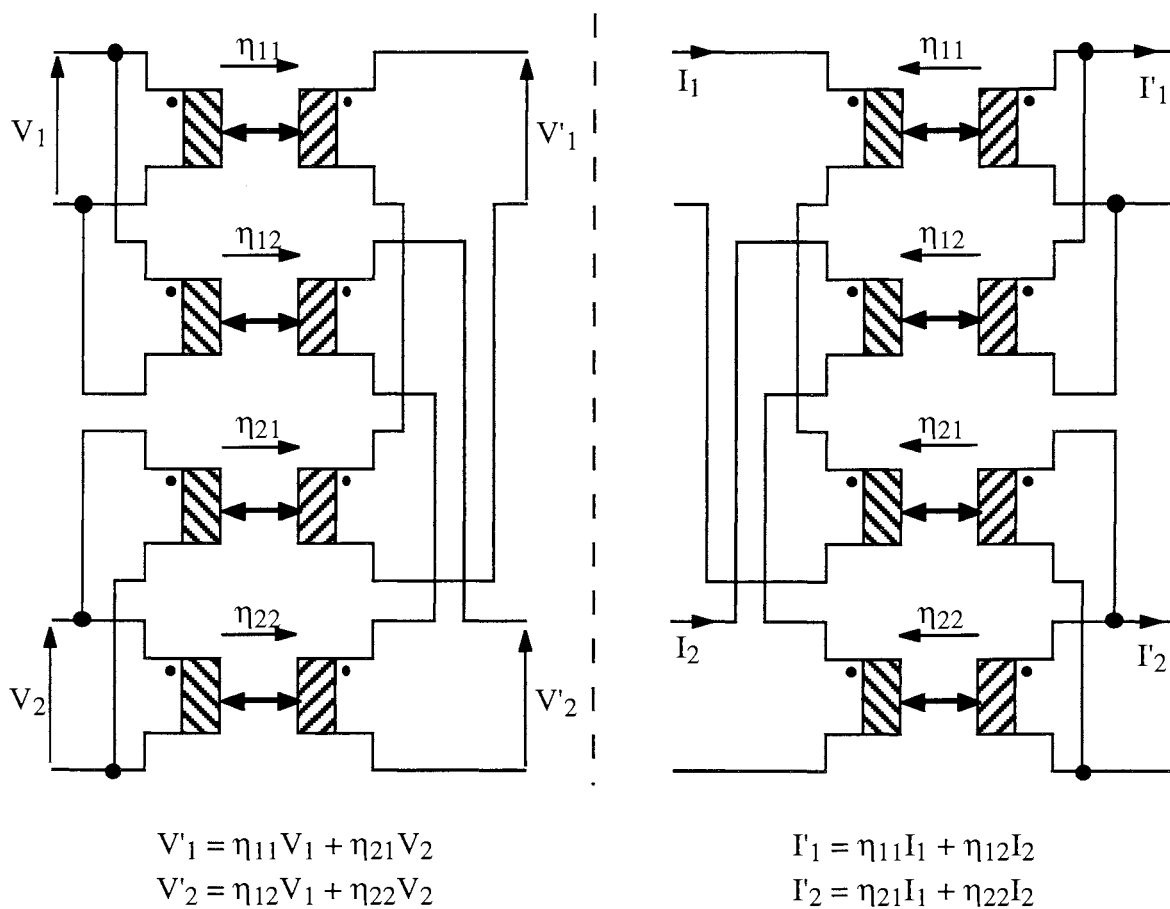 η11
V1
V'1
η12
η21
η22
V2
V'2
V'1 = η11V1 + η21V2
V'2 = η12V1 + η22V2
η11
I1
I'1
η12
η21
η22
I2
I'2
I'1 = η11I1 + η12I2
I'2 = η21I1 + η22I2